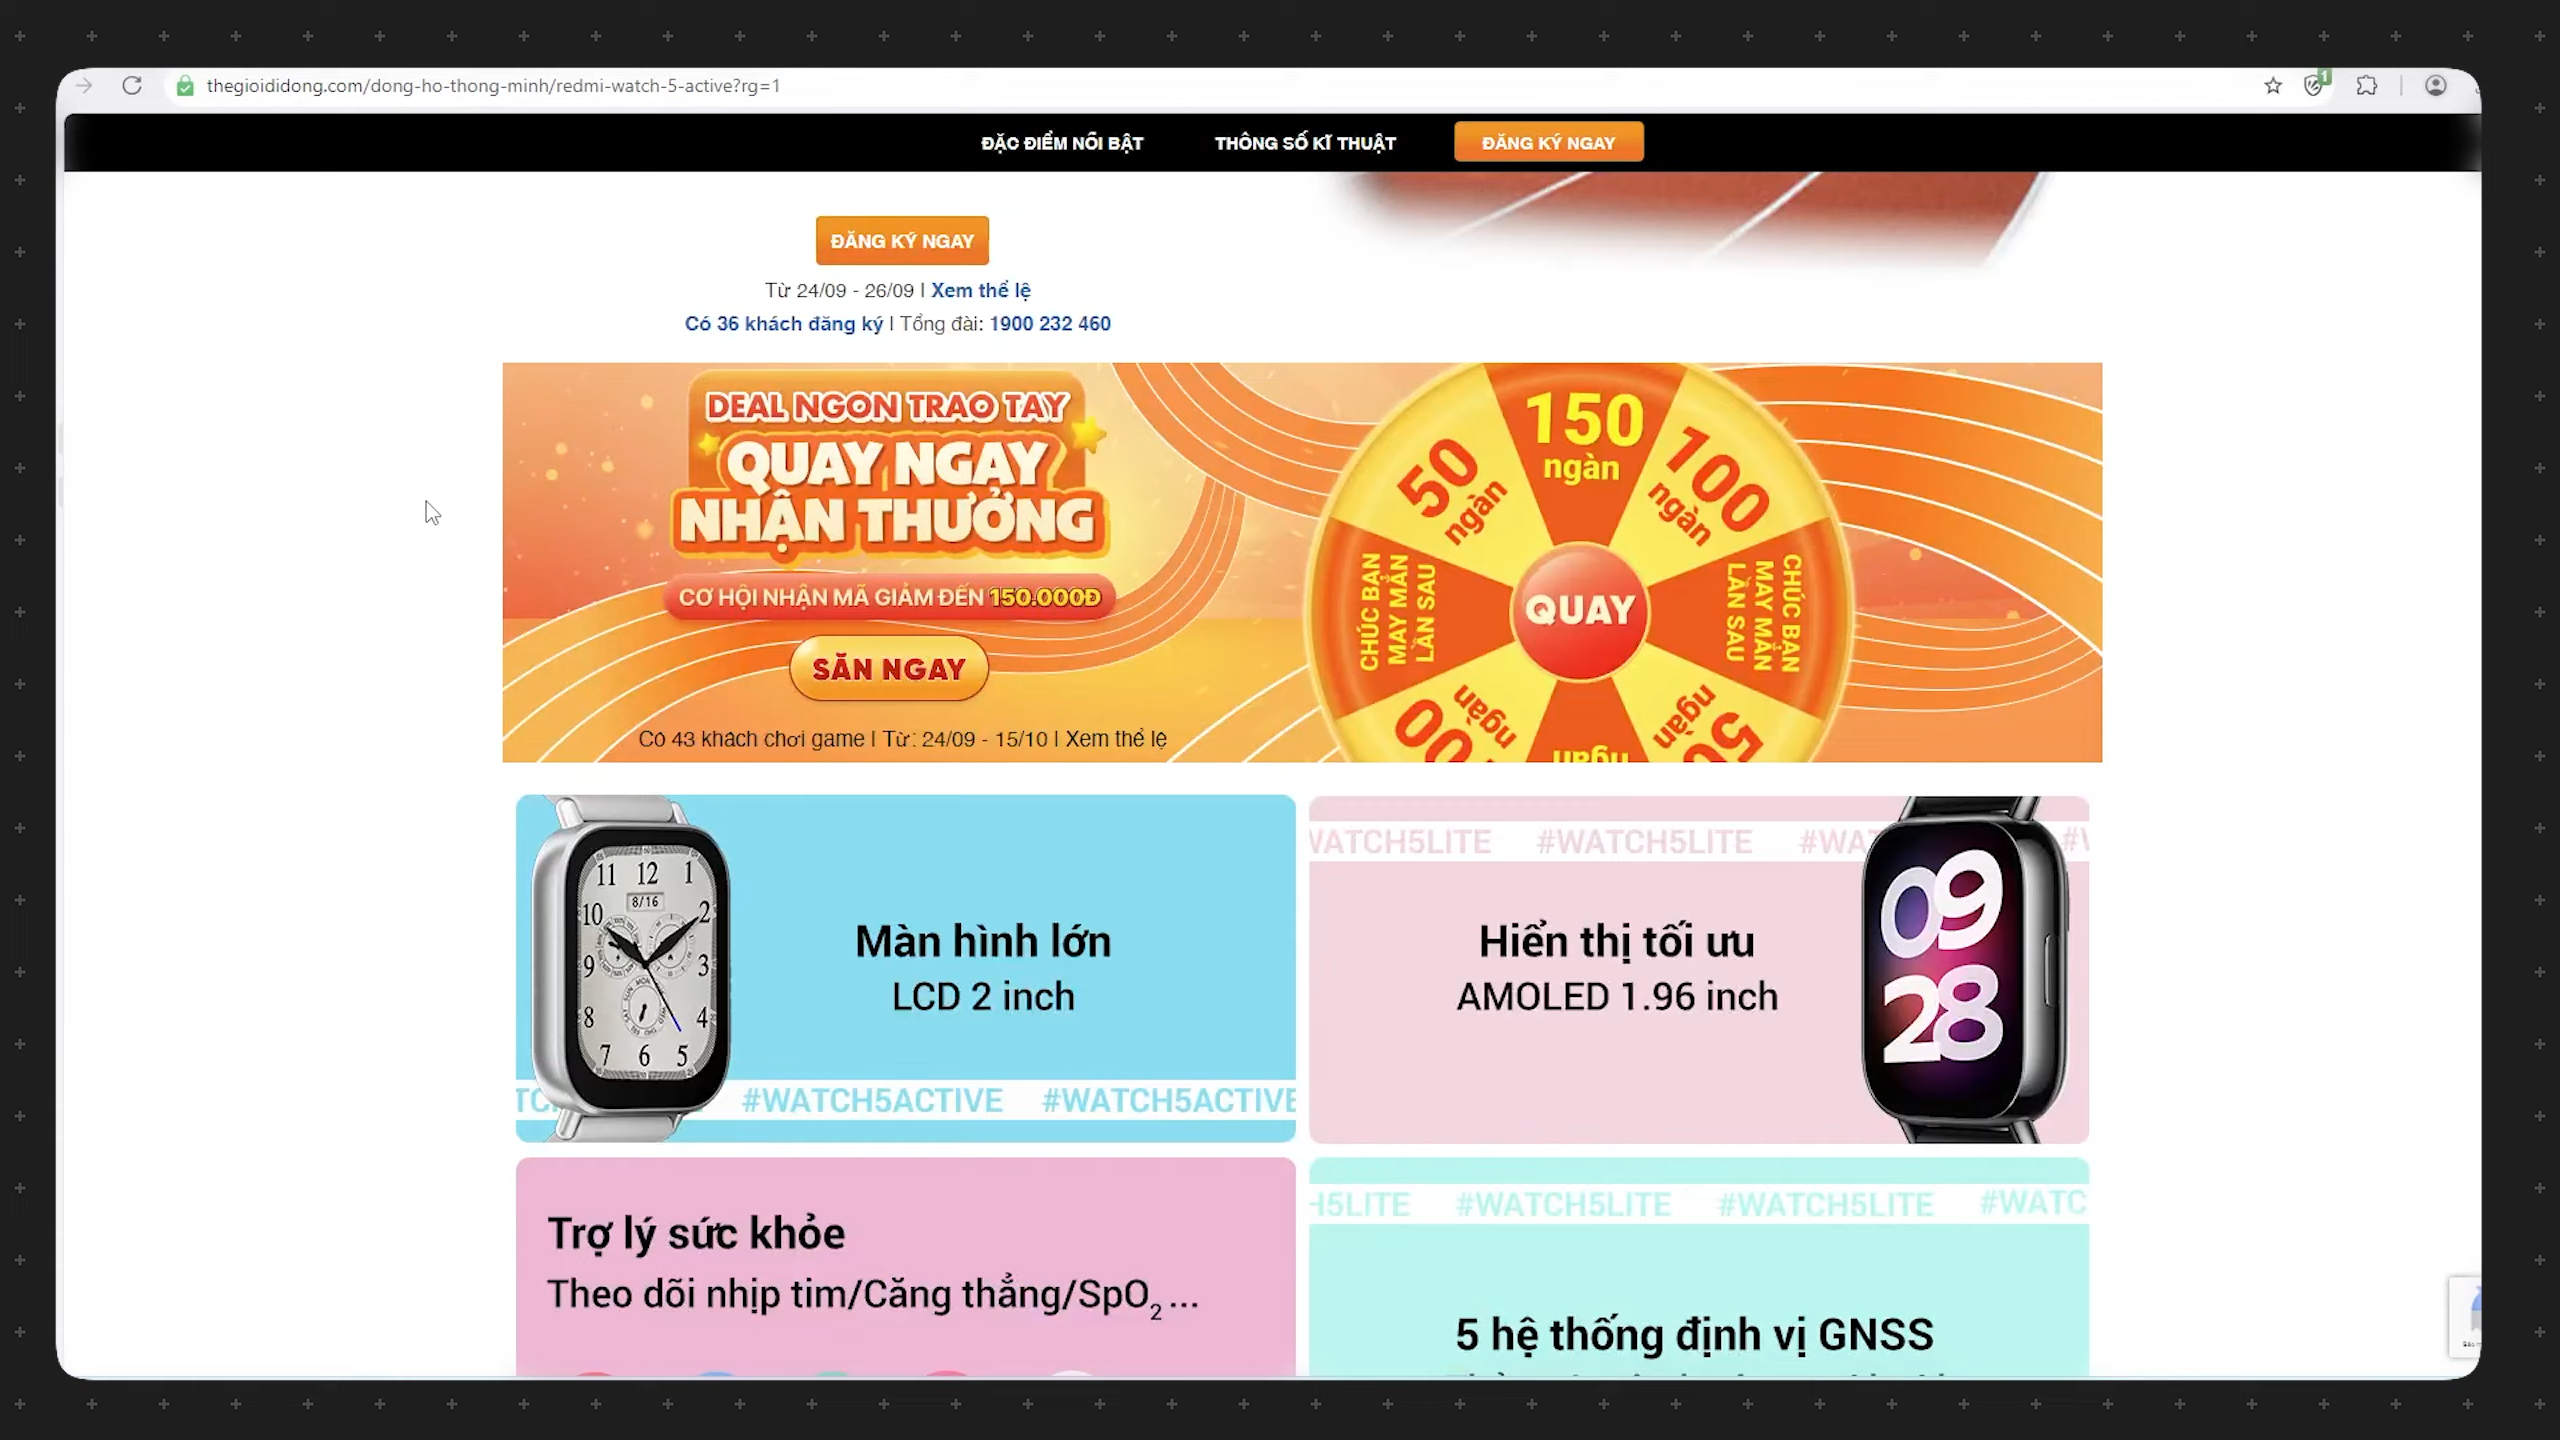 thegioididong.com/dong-ho-thong-minh/redmi-watch-5-active?rg=1
1
ĐẶC ĐIỂM NỔI BẬT
THÔNG SỐ KĨ THUẬT
ĐĂNG KÝ NGAY
ĐĂNG KÝ NGAY
Từ 24/09 - 26/09 | Xem thể lệ
Có 36 khách đăng ký | Tổng đài: 1900 232 460
DEAL NGON TRAO TAY
QUAY NGAY
NHẬN THƯỞNG
CƠ HỘI NHẬN MÃ GIẢM ĐẾN 150.000Đ
SĂN NGAY
Có 43 khách chơi game | Từ: 24/09 - 15/10 | Xem thể lệ
150
ngàn
50
ngàn
100
ngàn
CHÚC BẠN
MAY MẮN
LẦN SAU
QUAY
CHÚC BẠN
MAY MẮN
LẦN SAU
ngàn
ngàn
50
ngàn
11 12 1
8/16
10 2
9 3
8 4
7 6 5
Màn hình lớn
LCD 2 inch
#WATCH5ACTIVE #WATCH5ACTIVE
WATCH5LITE #WATCH5LITE #WA
Hiển thị tối ưu
AMOLED 1.96 inch
09
28
Trợ lý sức khỏe
Theo dõi nhịp tim/Căng thẳng/SpO2 ...
H5LITE #WATCH5LITE #WATCH5LITE #WATC
5 hệ thống định vị GNSS